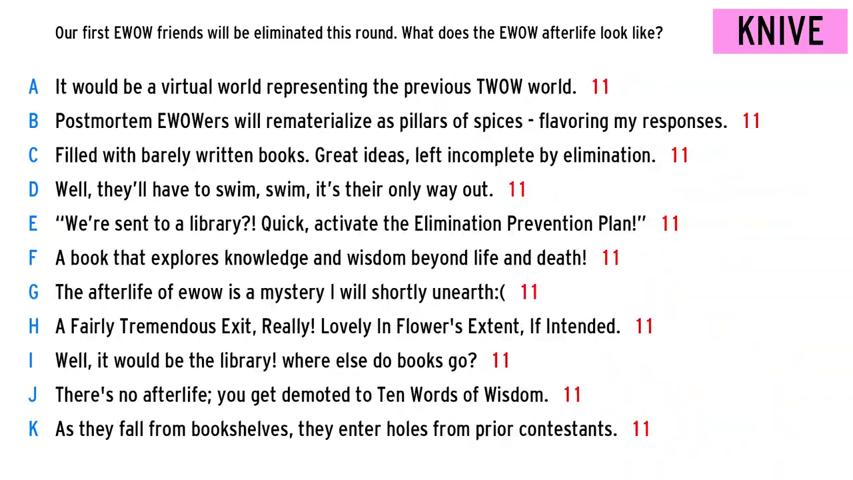 Our first EWOW friends will be eliminated this round. What does the EWOW afterlife look like?
KNIVE
A It would be a virtual world representing the previous TWOW world. 11
B Postmortem EWOWers will rematerialize as pillars of spices - flavoring my responses. 11
C Filled with barely written books. Great ideas, left incomplete by elimination. 11
D Well, they’ll have to swim, swim, it’s their only way out. 11
E “We’re sent to a library?! Quick, activate the Elimination Prevention Plan!” 11
F A book that explores knowledge and wisdom beyond life and death! 11
G The afterlife of ewow is a mystery I will shortly unearth:( 11
H A Fairly Tremendous Exit, Really! Lovely In Flower's Extent, If Intended. 11
I Well, it would be the library! where else do books go? 11
J There's no afterlife; you get demoted to Ten Words of Wisdom. 11
K As they fall from bookshelves, they enter holes from prior contestants. 11